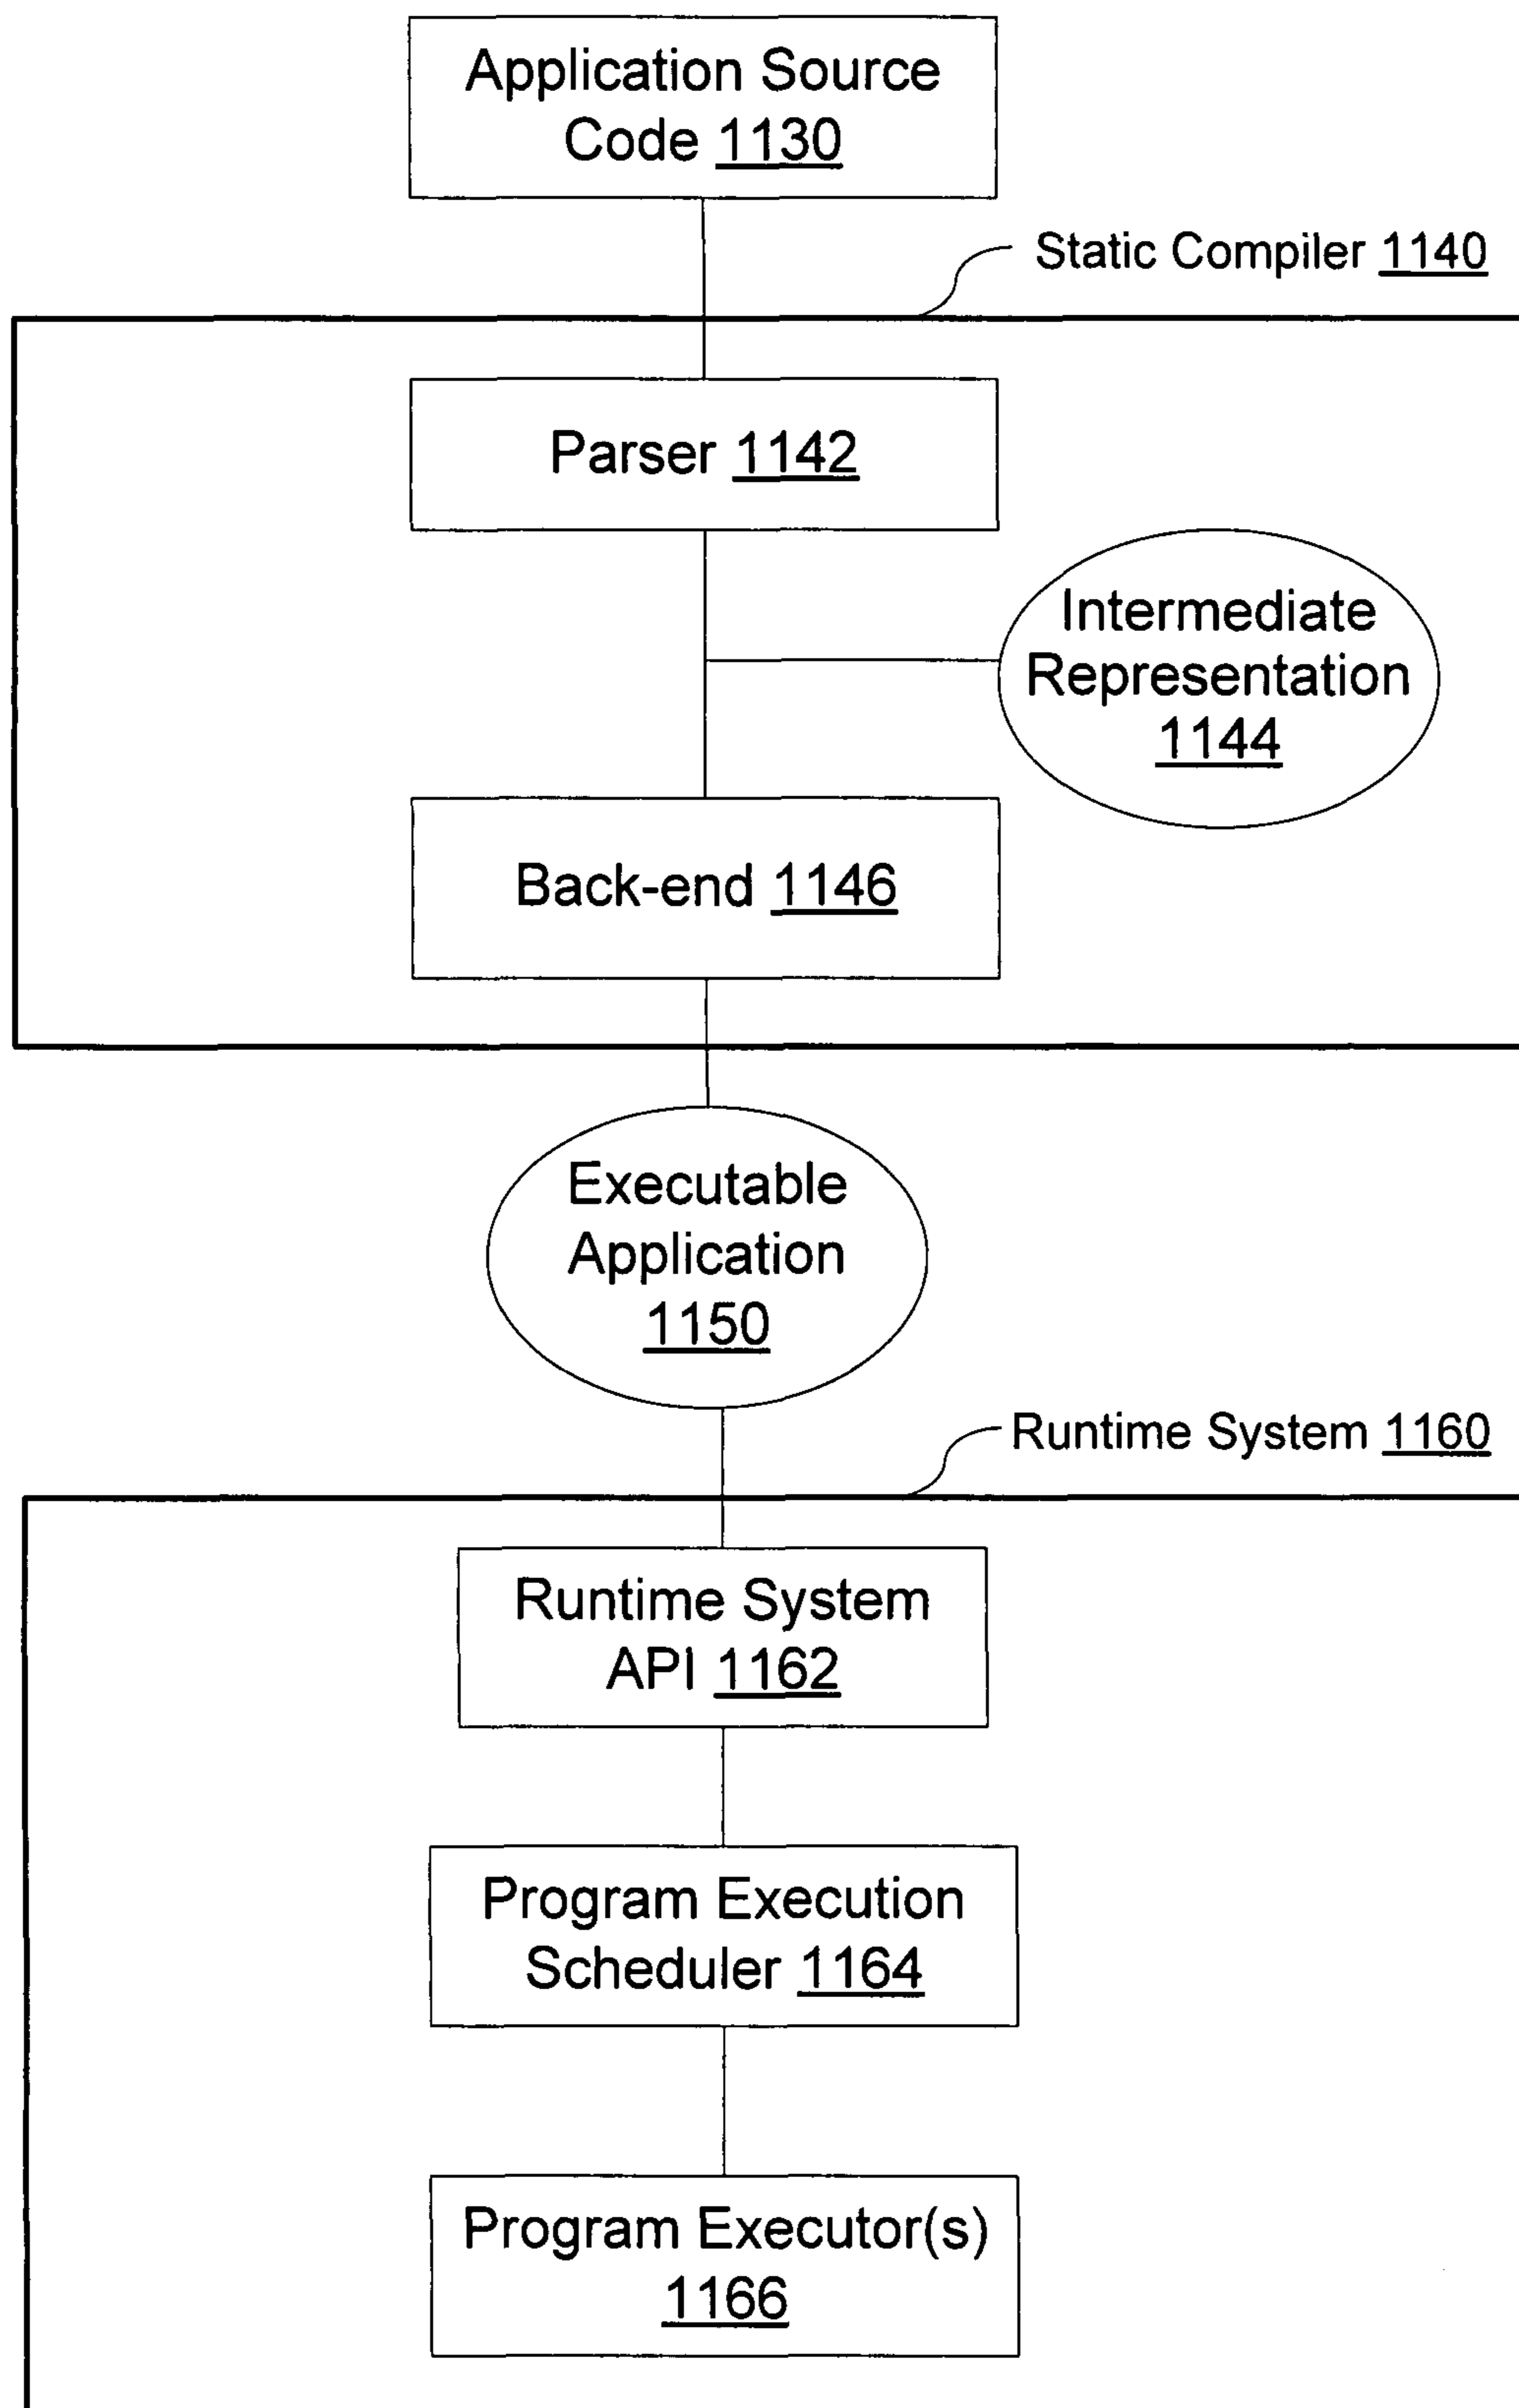 Application Source
Code 1130
Static Compiler 1140
Parser 1142
Intermediate
Representation
1144
Back-end 1146
Executable
Application
1150
Runtime System 1160
Runtime System
API 1162
Program Execution
Scheduler 1164
Program Executor(s)
1166